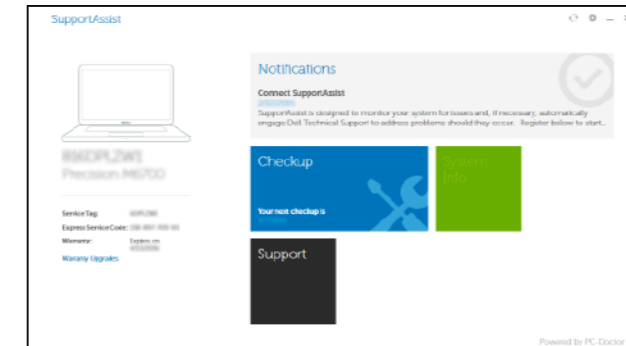 SupportAssist
Notifications
Connect SupportAssist
SupportAssist is designed to monitor your system for issues and, if necessary, automatically
engage Dell Technical Support to address problems should they occur. Register below to start...
Precision M6700
Checkup
System
Info
Your next checkup is
Service Tag:
Express Service Code:
Warranty: Expires on
Warranty Upgrades
Support
Powered by PC-Doctor